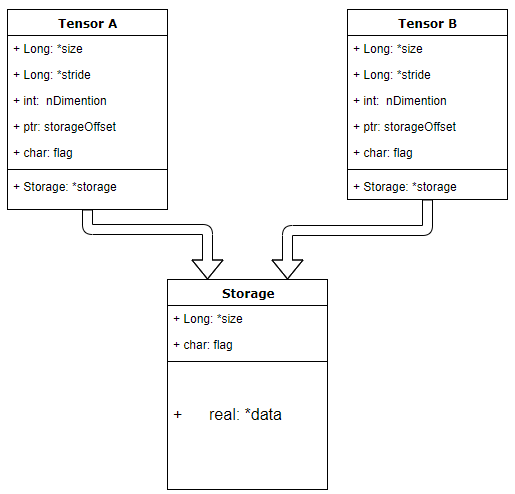 Tensor A
+ Long: *size
+ Long: *stride
+ int:  nDimention
+ ptr: storageOffset
+ char: flag
+ Storage: *storage
Tensor B
+ Long: *size
+ Long: *stride
+ int:  nDimention
+ ptr: storageOffset
+ char: flag
+ Storage: *storage
Storage
+ Long: *size
+ char: flag
+ real: *data